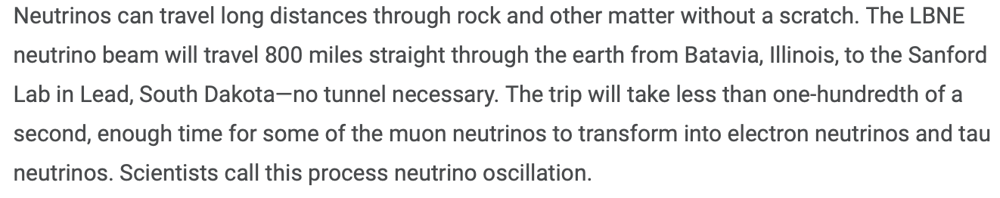 Neutrinos can travel long distances through rock and other matter without a scratch. The LBNE
neutrino beam will travel 800 miles straight through the earth from Batavia, Illinois, to the Sanford
Lab in Lead, South Dakota—no tunnel necessary. The trip will take less than one-hundredth of a
second, enough time for some of the muon neutrinos to transform into electron neutrinos and tau
neutrinos. Scientists call this process neutrino oscillation.